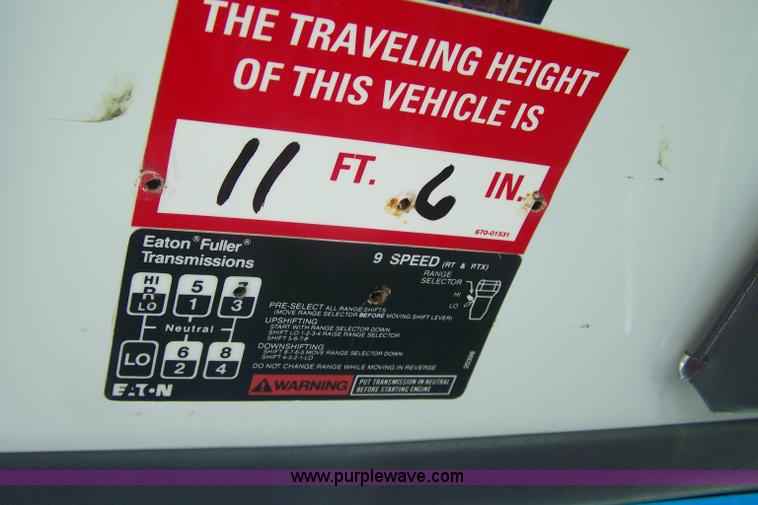 THE TRAVELING HEIGHT
OF THIS VEHICLE IS
11 FT. 6 IN.
670-01531
Eaton® Fuller®
Transmissions
9 SPEED (RT & RTX)
RANGE
SELECTOR
HI
LO
HI
R
LO
5
1
7
3
Neutral
LO
6
2
8
4
PRE-SELECT ALL RANGE SHIFTS
(MOVE RANGE SELECTOR BEFORE MOVING SHIFT LEVER)
UPSHIFTING
START WITH RANGE SELECTOR DOWN
SHIFT LO-1-2-3-4 RAISE RANGE SELECTOR
SHIFT 5-6-7-8
DOWNSHIFTING
SHIFT 8-7-6-5 MOVE RANGE SELECTOR DOWN
SHIFT 4-3-2-1-LO
DO NOT CHANGE RANGE WHILE MOVING IN REVERSE
EATON
WARNING
PUT TRANSMISSION IN NEUTRAL
BEFORE STARTING ENGINE
www.purplewave.com